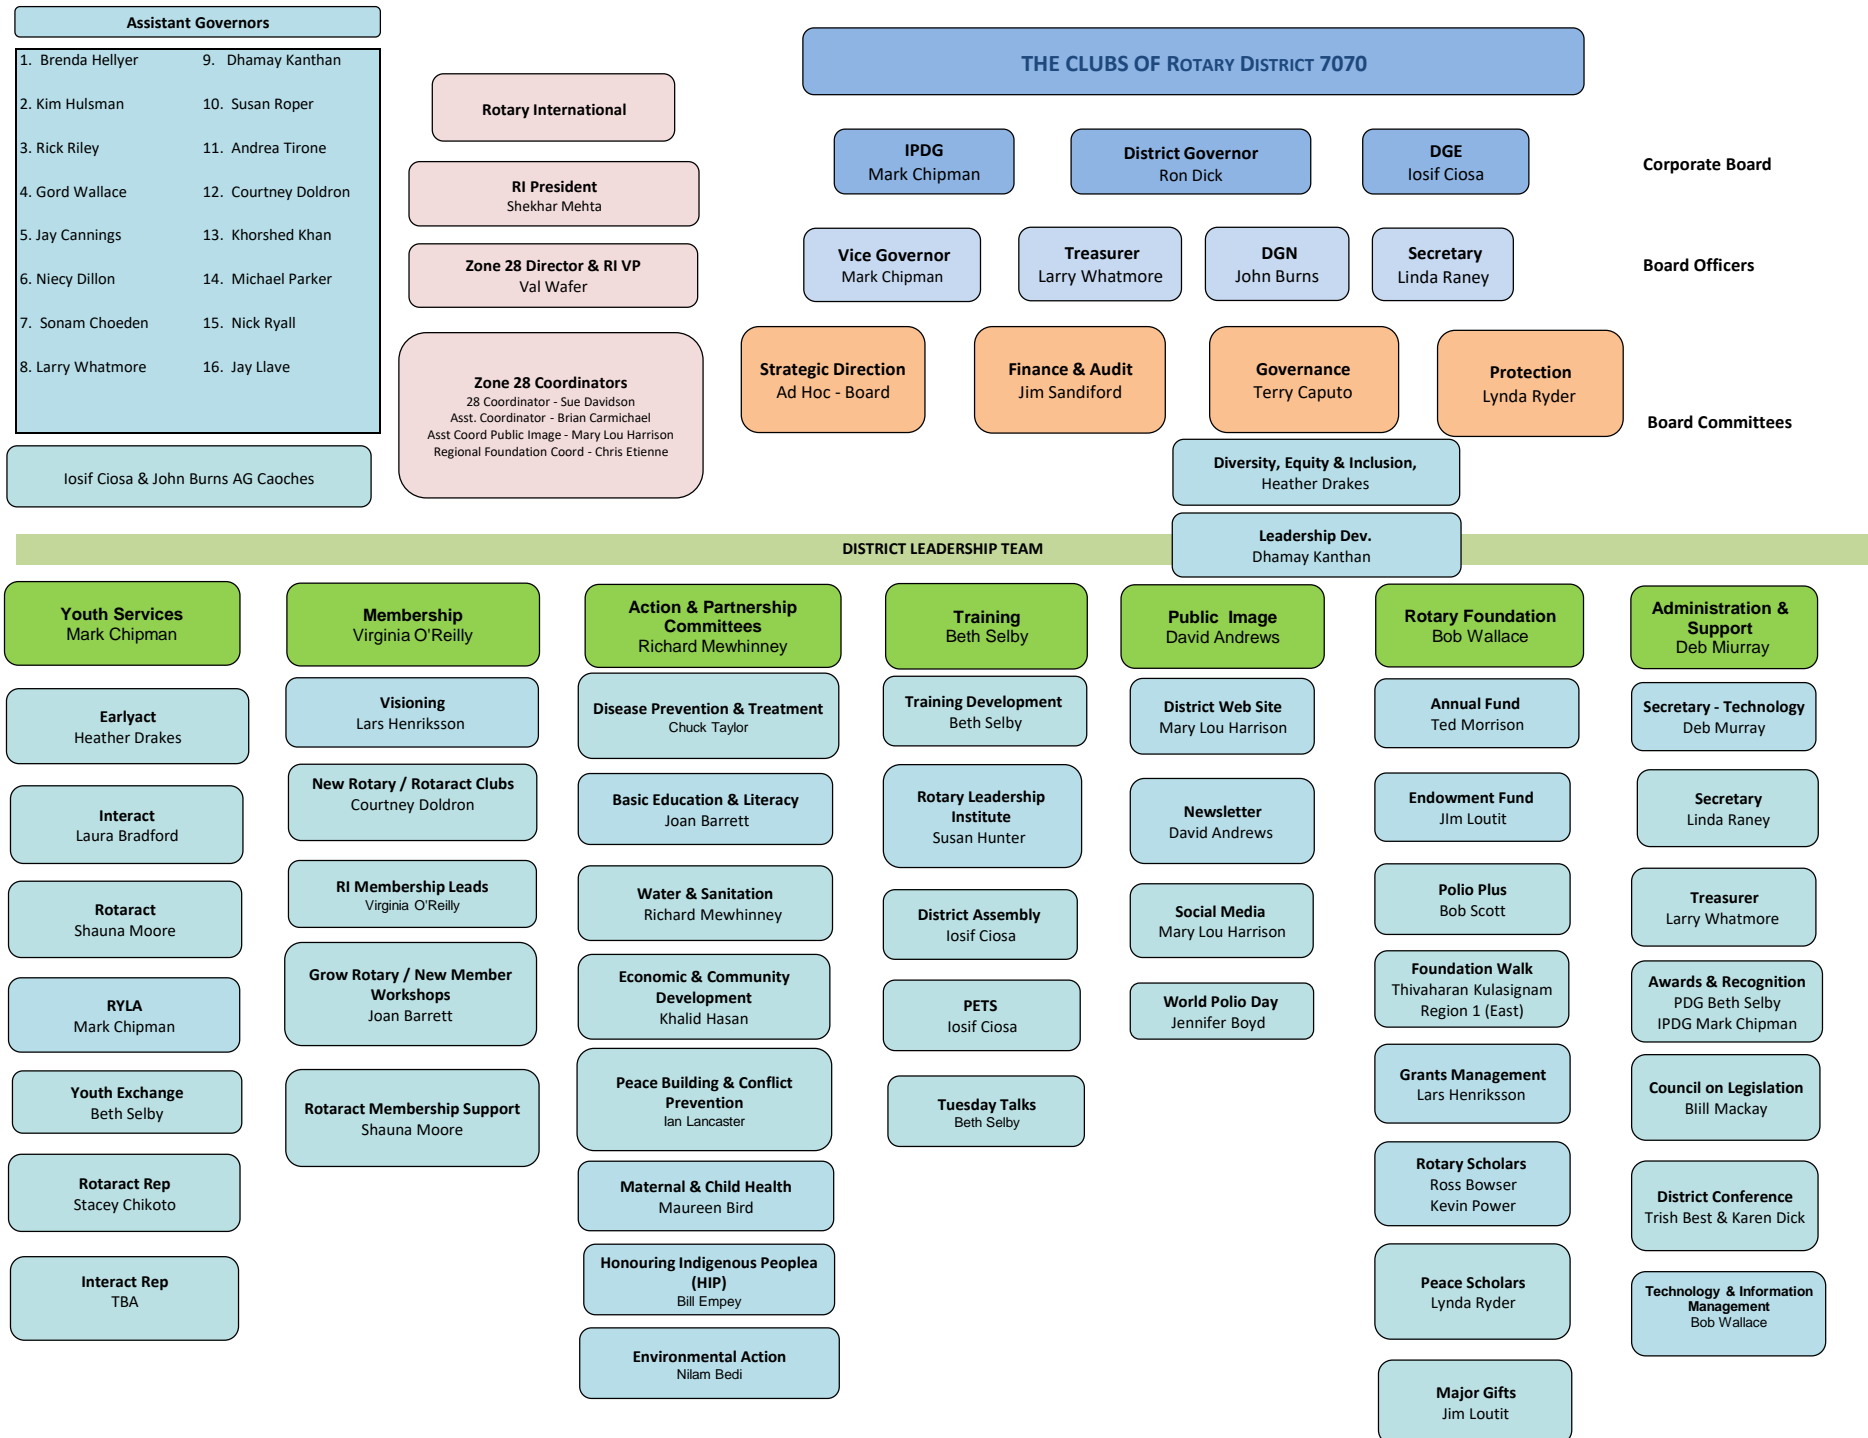 Assistant Governors
1. Brenda Hellyer
2. Kim Hulsman
3. Rick Riley
4. Gord Wallace
5. Jay Cannings
6. Niecy Dillon
7. Sonam Choeden
8. Larry Whatmore
9. Dhamay Kanthan
10. Susan Roper
11. Andrea Tirone
12. Courtney Doldron
13. Khorshed Khan
14. Michael Parker
15. Nick Ryall
16. Jay Llave
Iosif Ciosa & John Burns AG Caoches
Rotary International
RI President
Shekhar Mehta
Zone 28 Director & RI VP
Val Wafer
Zone 28 Coordinators
28 Coordinator - Sue Davidson
Asst. Coordinator - Brian Carmichael
Asst Coord Public Image - Mary Lou Harrison
Regional Foundation Coord - Chris Etienne
THE CLUBS OF ROTARY DISTRICT 7070
IPDG
Mark Chipman
District Governor
Ron Dick
DGE
Iosif Ciosa
Corporate Board
Vice Governor
Mark Chipman
Treasurer
Larry Whatmore
DGN
John Burns
Secretary
Linda Raney
Board Officers
Strategic Direction
Ad Hoc - Board
Finance & Audit
Jim Sandiford
Governance
Terry Caputo
Protection
Lynda Ryder
Board Committees
Diversity, Equity & Inclusion,
Heather Drakes
Leadership Dev.
Dhamay Kanthan
DISTRICT LEADERSHIP TEAM
Youth Services
Mark Chipman
Earlyact
Heather Drakes
Interact
Laura Bradford
Rotaract
Shauna Moore
RYLA
Mark Chipman
Youth Exchange
Beth Selby
Rotaract Rep
Stacey Chikoto
Interact Rep
TBA
Membership
Virginia O'Reilly
Visioning
Lars Henriksson
New Rotary / Rotaract Clubs
Courtney Doldron
RI Membership Leads
Virginia O'Reilly
Grow Rotary / New Member
Workshops
Joan Barrett
Rotaract Membership Support
Shauna Moore
Action & Partnership
Committees
Richard Mewhinney
Disease Prevention & Treatment
Chuck Taylor
Basic Education & Literacy
Joan Barrett
Water & Sanitation
Richard Mewhinney
Economic & Community
Development
Khalid Hasan
Peace Building & Conflict
Prevention
Ian Lancaster
Maternal & Child Health
Maureen Bird
Honouring Indigenous Peoplea
(HIP)
Bill Empey
Environmental Action
Nilam Bedi
Training
Beth Selby
Training Development
Beth Selby
Rotary Leadership
Institute
Susan Hunter
District Assembly
Iosif Ciosa
PETS
Iosif Ciosa
Tuesday Talks
Beth Selby
Public Image
David Andrews
District Web Site
Mary Lou Harrison
Newsletter
David Andrews
Social Media
Mary Lou Harrison
World Polio Day
Jennifer Boyd
Rotary Foundation
Bob Wallace
Annual Fund
Ted Morrison
Endowment Fund
JIm Loutit
Polio Plus
Bob Scott
Foundation Walk
Thivaharan Kulasignam
Region 1 (East)
Grants Management
Lars Henriksson
Rotary Scholars
Ross Bowser
Kevin Power
Peace Scholars
Lynda Ryder
Major Gifts
Jim Loutit
Administration &
Support
Deb Miurray
Secretary - Technology
Deb Murray
Secretary
Linda Raney
Treasurer
Larry Whatmore
Awards & Recognition
PDG Beth Selby
IPDG Mark Chipman
Council on Legislation
BIill Mackay
District Conference
Trish Best & Karen Dick
Technology & Information
Management
Bob Wallace